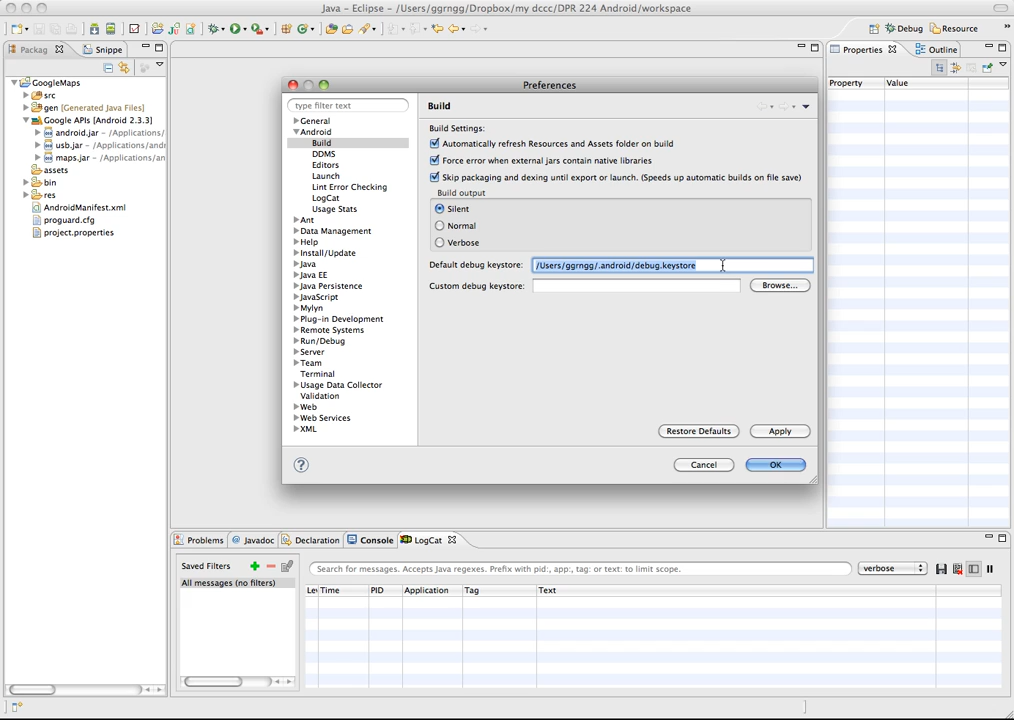 Java - Eclipse - /Users/ggrngg/Dropbox/my dccc/DPR 224 Android/workspace
Debug
Resource
»
Packag
Snippe
GoogleMaps
src
gen [Generated Java Files]
Google APIs [Android 2.3.3]
android.jar - /Applications/
usb.jar - /Applications/and
maps.jar - /Applications/
assets
bin
res
AndroidManifest.xml
proguard.cfg
project.properties
Preferences
type filter text
General
Android
Build
DDMS
Editors
Launch
Lint Error Checking
LogCat
Usage Stats
Ant
Data Management
Help
Install/Update
Java
Java EE
Java Persistence
JavaScript
Mylyn
Plug-in Development
Remote Systems
Run/Debug
Server
Team
Terminal
Usage Data Collector
Validation
Web
Web Services
XML
Build
Build Settings:
Automatically refresh Resources and Assets folder on build
Force error when external jars contain native libraries
Skip packaging and dexing until export or launch. (Speeds up automatic builds on file save)
Build output
Silent
Normal
Verbose
Default debug keystore: /Users/ggrngg/.android/debug.keystore
Custom debug keystore:
Browse...
Restore Defaults
Apply
?
Cancel
OK
Properties
Outline
Property Value
Problems
Javadoc
Declaration
Console
LogCat
Saved Filters
All messages (no filters)
Search for messages. Accepts Java regexes. Prefix with pid:, app:, tag: or text: to limit scope.
verbose
Lev Time PID Application Tag Text